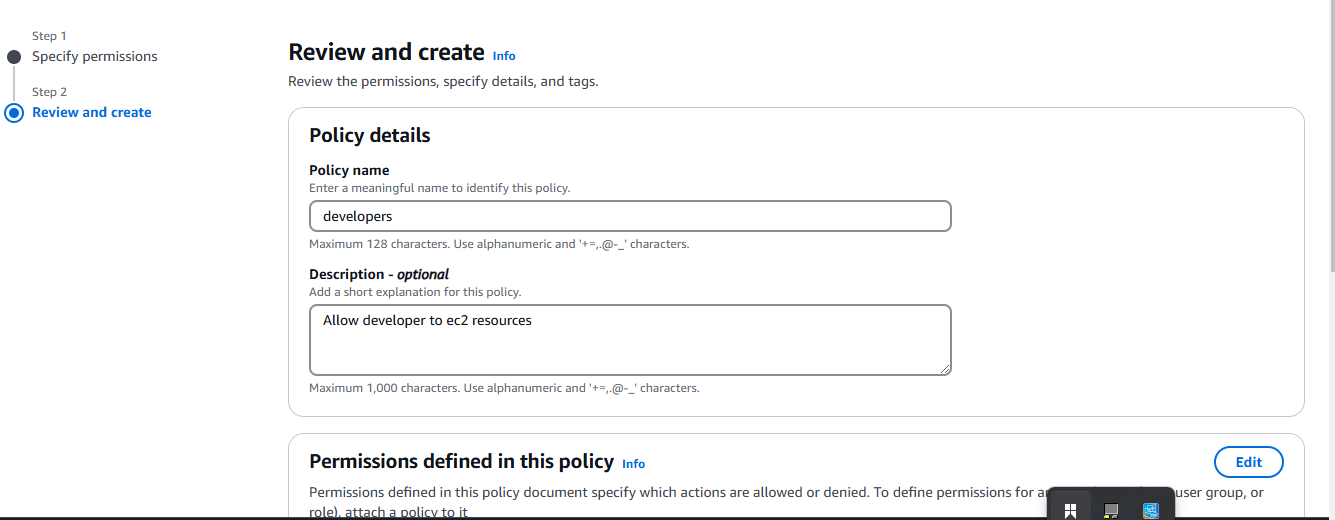 Step 1
Specify permissions
Step 2
Review and create
Review and create Info
Review the permissions, specify details, and tags.
Policy details
Policy name
Enter a meaningful name to identify this policy.
developers
Maximum 128 characters. Use alphanumeric and '+=,.@-_' characters.
Description - optional
Add a short explanation for this policy.
Allow developer to ec2 resources
Maximum 1,000 characters. Use alphanumeric and '+=,.@-_' characters.
Permissions defined in this policy Info
Edit
Permissions defined in this policy document specify which actions are allowed or denied. To define permissions for an user group, or
role), attach a policy to it